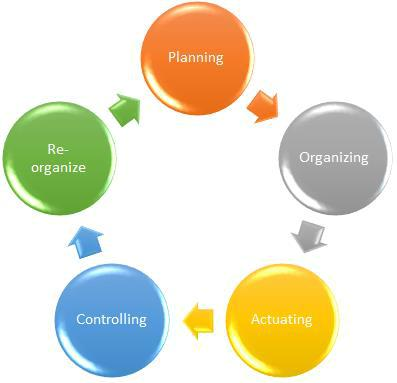 Planning
Organizing
Actuating
Controlling
Re-
organize